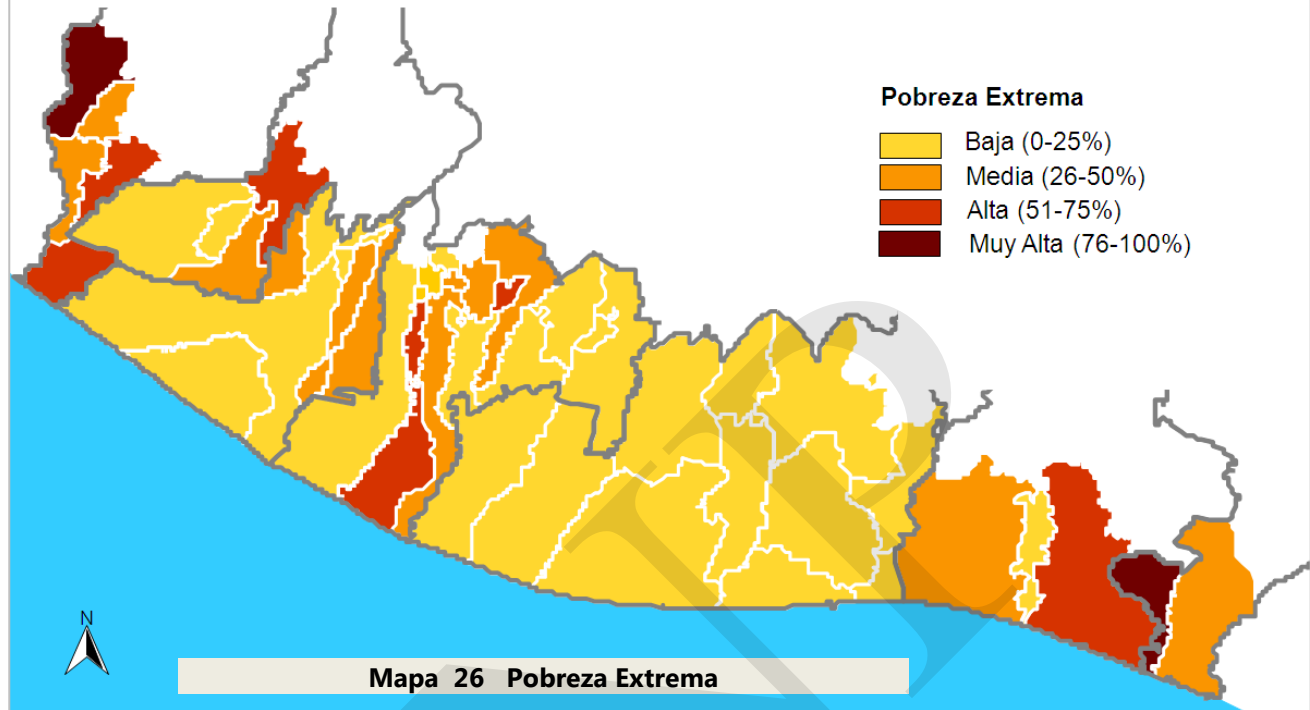 Pobreza Extrema
Baja (0-25%)
Media (26-50%)
Alta (51-75%)
Muy Alta (76-100%)
N
Mapa 26 Pobreza Extrema